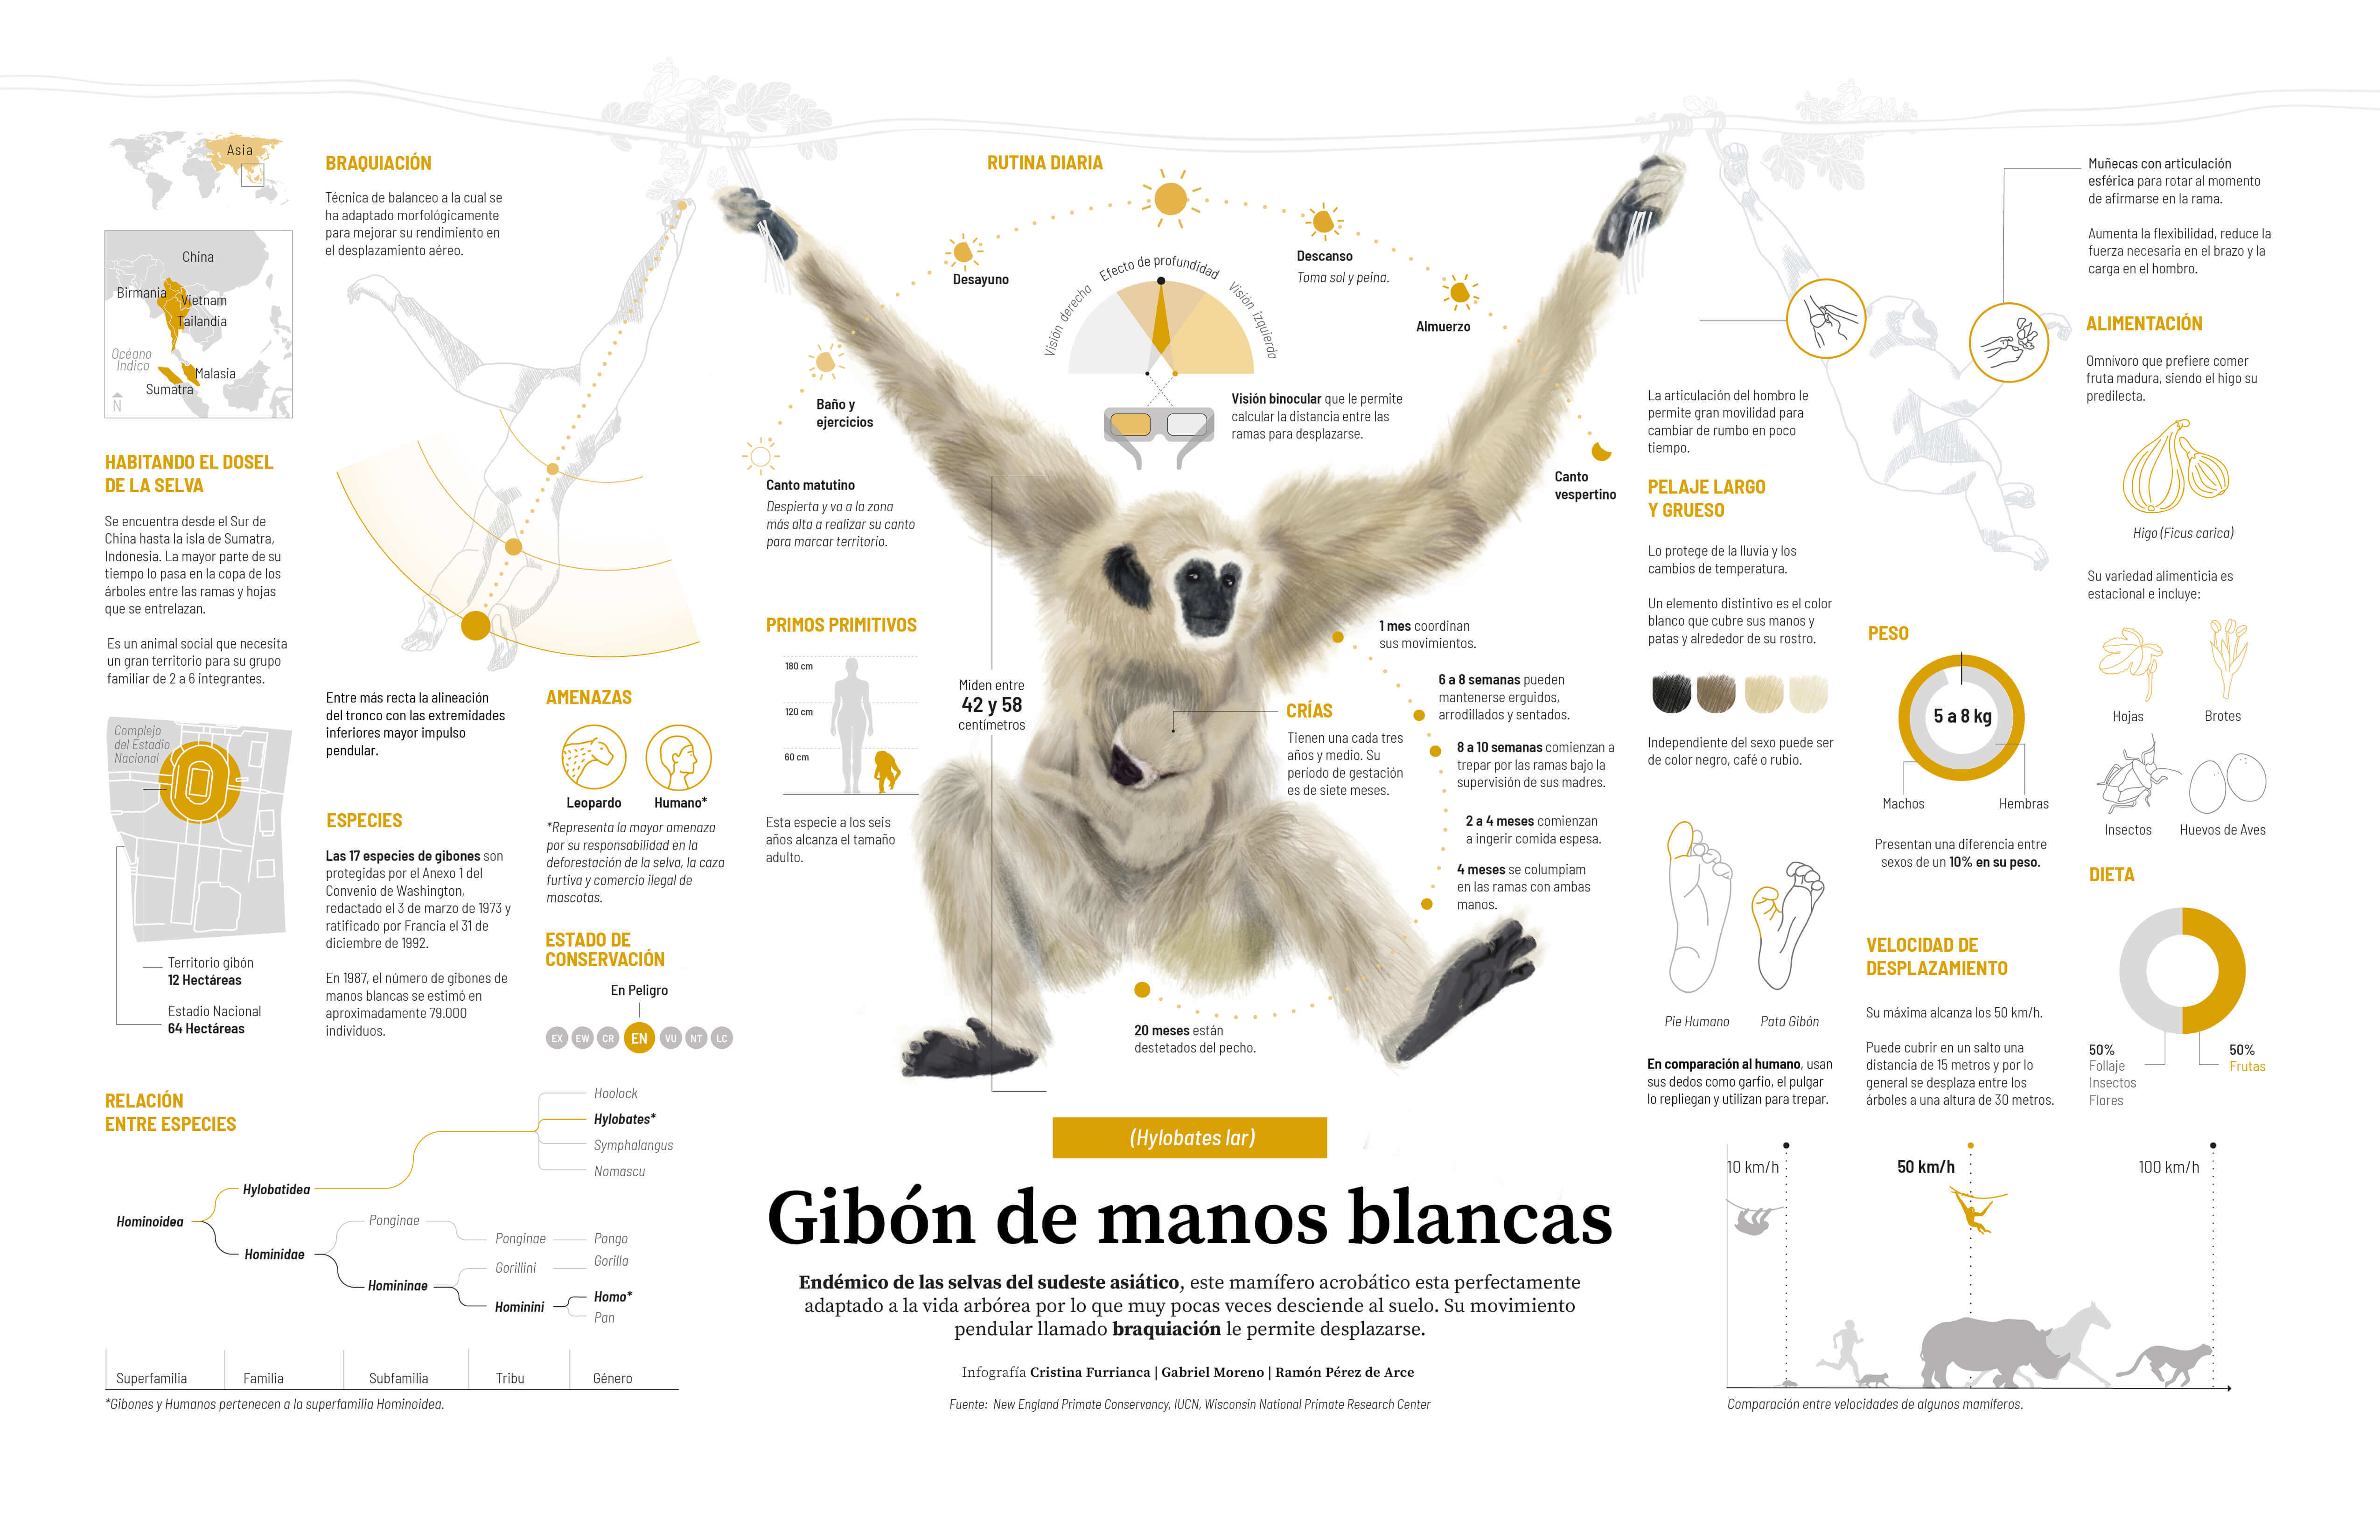 Asia
China
Birmania
Vietnam
Tailandia
Océano
Índico
Malasia
Sumatra
N
HABITANDO EL DOSEL
DE LA SELVA
Se encuentra desde el Sur de
China hasta la isla de Sumatra,
Indonesia. La mayor parte de su
tiempo lo pasa en la copa de los
árboles entre las ramas y hojas
que se entrelazan.
Es un animal social que necesita
un gran territorio para su grupo
familiar de 2 a 6 integrantes.
Complejo
del Estadio
Nacional
Territorio gibón
12 Hectáreas
Estadio Nacional
64 Hectáreas
BRAQUIACIÓN
Técnica de balanceo a la cual se
ha adaptado morfológicamente
para mejorar su rendimiento en
el desplazamiento aéreo.
Entre más recta la alineación
del tronco con las extremidades
inferiores mayor impulso
pendular.
ESPECIES
Las 17 especies de gibones son
protegidas por el Anexo 1 del
Convenio de Washington,
redactado el 3 de marzo de 1973 y
ratificado por Francia el 31 de
diciembre de 1992.
En 1987, el número de gibones de
manos blancas se estimó en
aproximadamente 79.000
individuos.
AMENAZAS
Leopardo
Humano*
*Representa la mayor amenaza
por su responsabilidad en la
deforestación de la selva, la caza
furtiva y comercio ilegal de
mascotas.
ESTADO DE
CONSERVACIÓN
En Peligro
EX EW CR EN VU NT LC
RELACIÓN
ENTRE ESPECIES
Hominoidea
Hylobatidea
Hominidae
Ponginae
Homininae
Ponginae
Gorillini
Hominini
Hoolock
Hylobates*
Symphalangus
Nomascu
Pongo
Gorilla
Homo*
Pan
Superfamilia
Familia
Subfamilia
Tribu
Género
*Gibones y Humanos pertenecen a la superfamilia Hominoidea.
RUTINA DIARIA
Canto matutino
Despierta y va a la zona
más alta a realizar su canto
para marcar territorio.
Baño y
ejercicios
Desayuno
Descanso
Toma sol y peina.
Almuerzo
Canto
vespertino
Visión derecha
Efecto de profundidad
Visión izquierda
Visión binocular que le permite
calcular la distancia entre las
ramas para desplazarse.
PRIMOS PRIMITIVOS
180 cm
120 cm
60 cm
Esta especie a los seis
años alcanza el tamaño
adulto.
Miden entre
42 y 58
centímetros
CRÍAS
Tienen una cada tres
años y medio. Su
período de gestación
es de siete meses.
1 mes coordinan
sus movimientos.
6 a 8 semanas pueden
mantenerse erguidos,
arrodillados y sentados.
8 a 10 semanas comienzan a
trepar por las ramas bajo la
supervisión de sus madres.
2 a 4 meses comienzan
a ingerir comida espesa.
4 meses se columpiam
en las ramas con ambas
manos.
20 meses están
destetados del pecho.
(Hylobates lar)
Gibón de manos blancas
Endémico de las selvas del sudeste asiático, este mamífero acrobático esta perfectamente
adaptado a la vida arbórea por lo que muy pocas veces desciende al suelo. Su movimiento
pendular llamado braquiación le permite desplazarse.
Infografía Cristina Furrianca | Gabriel Moreno | Ramón Pérez de Arce
Fuente: New England Primate Conservancy, IUCN, Wisconsin National Primate Research Center
La articulación del hombro le
permite gran movilidad para
cambiar de rumbo en poco
tiempo.
Muñecas con articulación
esférica para rotar al momento
de afirmarse en la rama.
Aumenta la flexibilidad, reduce la
fuerza necesaria en el brazo y la
carga en el hombro.
PELAJE LARGO
Y GRUESO
Lo protege de la lluvia y los
cambios de temperatura.
Un elemento distintivo es el color
blanco que cubre sus manos y
patas y alrededor de su rostro.
Independiente del sexo puede ser
de color negro, café o rubio.
Pie Humano
Pata Gibón
En comparación al humano, usan
sus dedos como garfio, el pulgar
lo repliegan y utilizan para trepar.
PESO
5 a 8 kg
Machos
Hembras
Presentan una diferencia entre
sexos de un 10% en su peso.
VELOCIDAD DE
DESPLAZAMIENTO
Su máxima alcanza los 50 km/h.
Puede cubrir en un salto una
distancia de 15 metros y por lo
general se desplaza entre los
árboles a una altura de 30 metros.
ALIMENTACIÓN
Omnívoro que prefiere comer
fruta madura, siendo el higo su
predilecta.
Higo (Ficus carica)
Su variedad alimenticia es
estacional e incluye:
Hojas
Brotes
Insectos
Huevos de Aves
DIETA
50%
Follaje
Insectos
Flores
50%
Frutas
10 km/h
50 km/h
100 km/h
Comparación entre velocidades de algunos mamíferos.